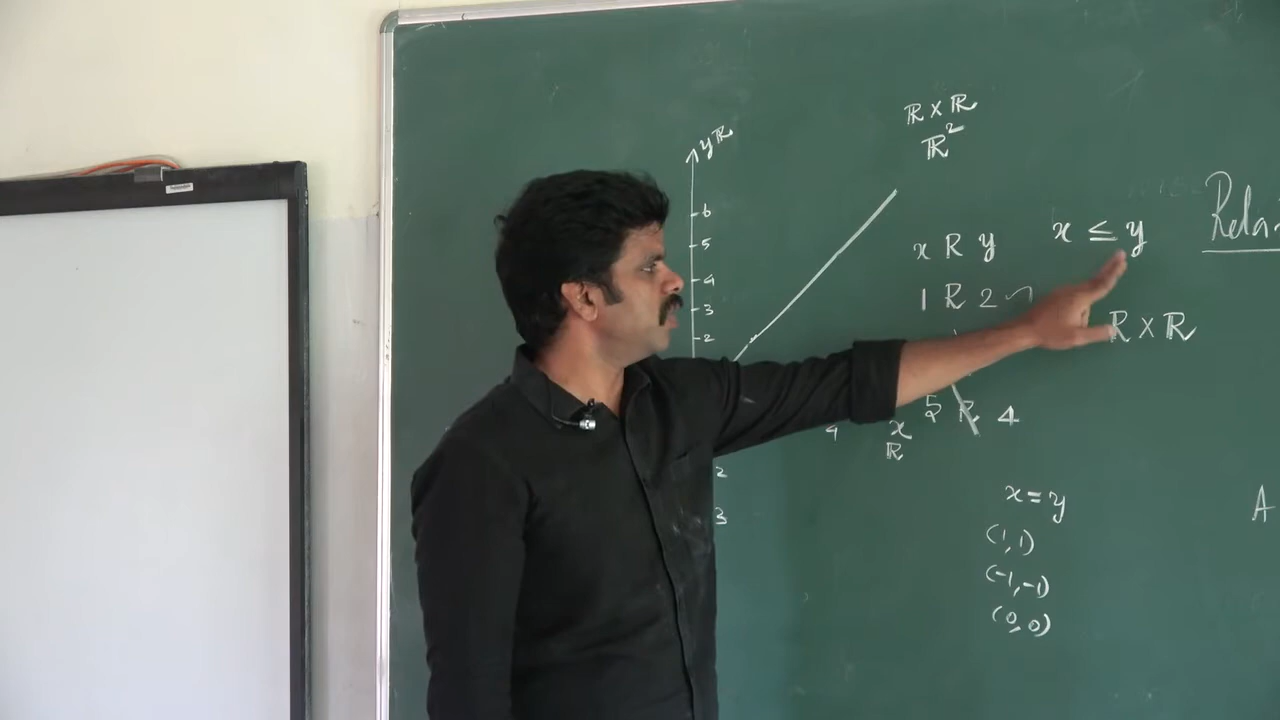 ℝ × ℝ
ℝ²
y ℝ
6
5
4
3
2
x R y
x ≤ y
1 R 2
ℝ × ℝ
5 R̸ 4
4
x
ℝ
2
3
x = y
(1,1)
(-1,-1)
(0,0)
A